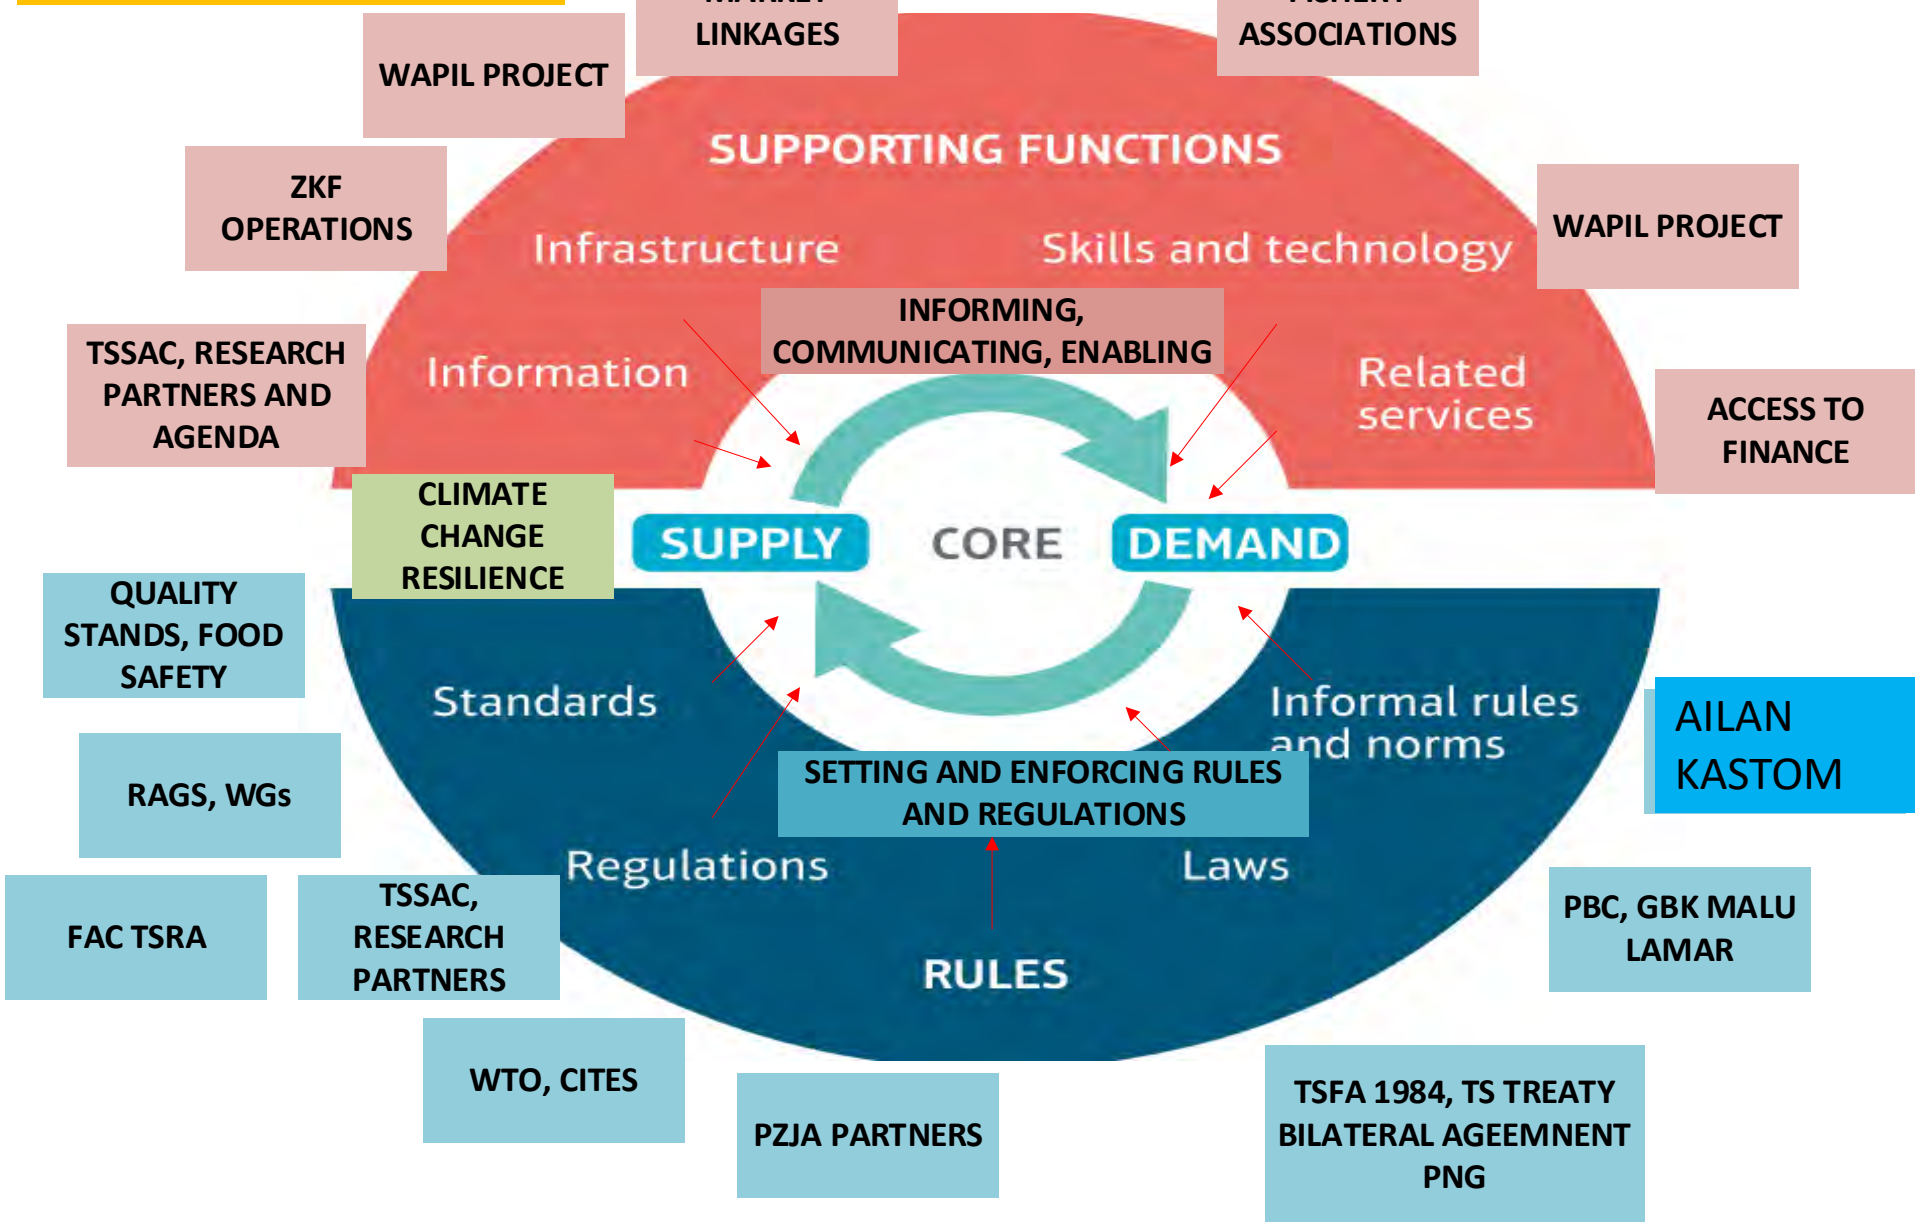 LINKAGES
ASSOCIATIONS
WAPIL PROJECT
SUPPORTING FUNCTIONS
ZKF
OPERATIONS
WAPIL PROJECT
Infrastructure
Skills and technology
INFORMING,
COMMUNICATING, ENABLING
TSSAC, RESEARCH
PARTNERS AND
AGENDA
Information
Related
services
ACCESS TO
FINANCE
CLIMATE
CHANGE
RESILIENCE
SUPPLY
CORE
DEMAND
QUALITY
STANDS, FOOD
SAFETY
Standards
Informal rules
and norms
AILAN
KASTOM
RAGS, WGs
SETTING AND ENFORCING RULES
AND REGULATIONS
Regulations
Laws
FAC TSRA
TSSAC,
RESEARCH
PARTNERS
PBC, GBK MALU
LAMAR
RULES
WTO, CITES
PZJA PARTNERS
TSFA 1984, TS TREATY
BILATERAL AGEEMNENT
PNG